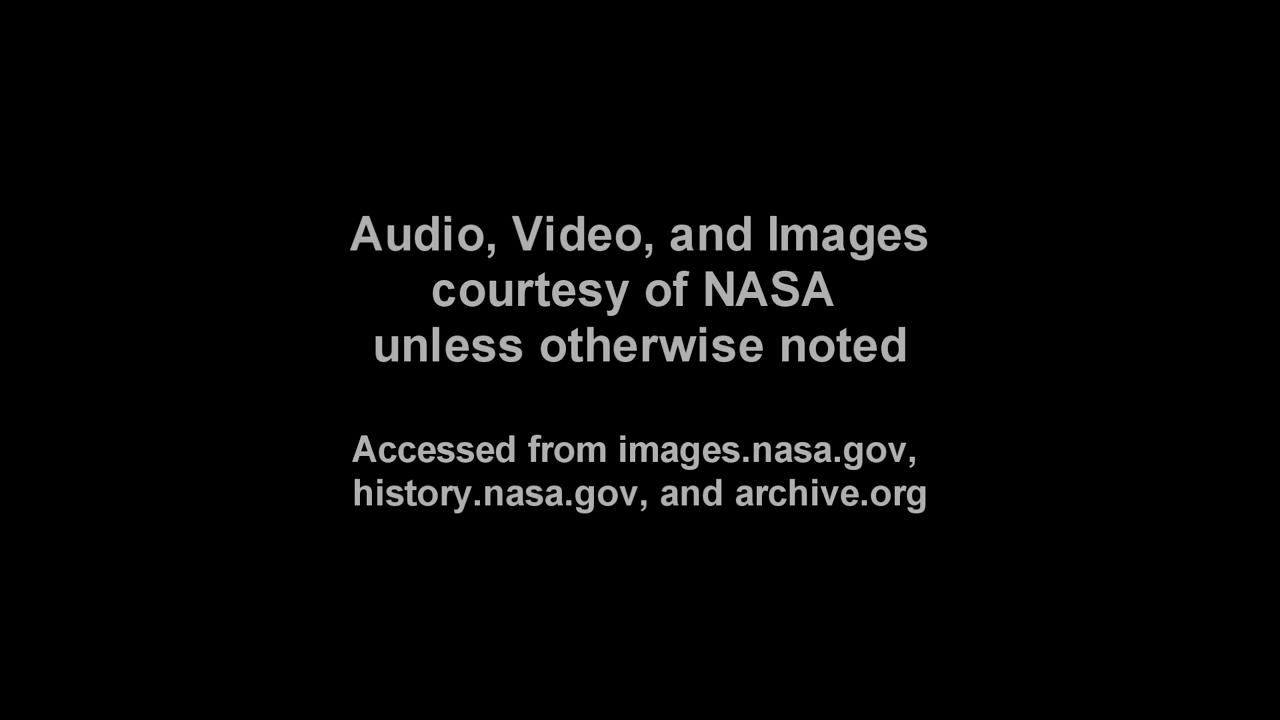 Audio, Video, and Images
courtesy of NASA
unless otherwise noted
Accessed from images.nasa.gov,
history.nasa.gov, and archive.org